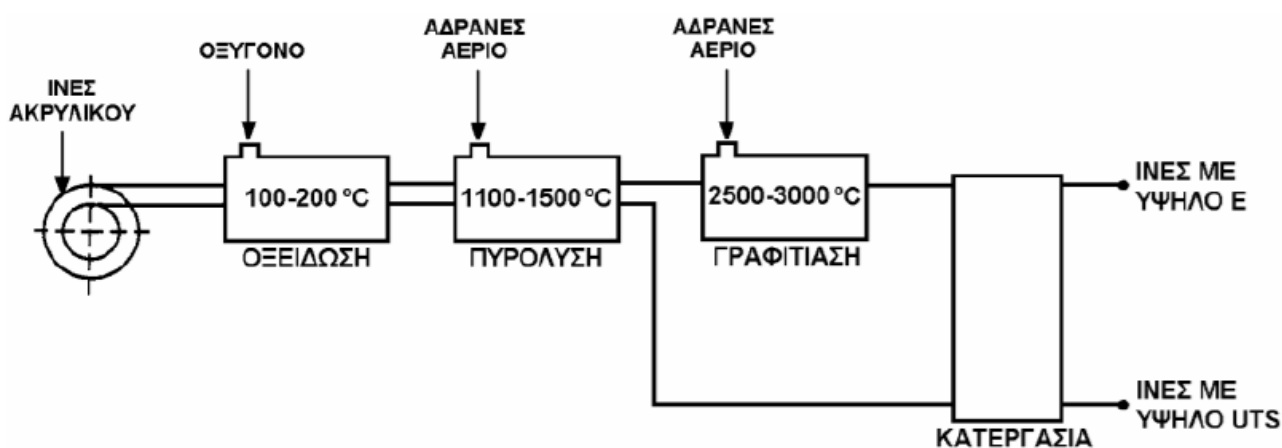 ΙΝΕΣ
ΑΚΡΥΛΙΚΟΥ
ΟΞΥΓΟΝΟ
ΑΔΡΑΝΕΣ
ΑΕΡΙΟ
ΑΔΡΑΝΕΣ
ΑΕΡΙΟ
100-200 °C
1100-1500 °C
2500-3000 °C
ΟΞΕΙΔΩΣΗ
ΠΥΡΟΛΥΣΗ
ΓΡΑΦΙΤΙΑΣΗ
ΙΝΕΣ ΜΕ
ΥΨΗΛΟ Ε
ΙΝΕΣ ΜΕ
ΥΨΗΛΟ UTS
ΚΑΤΕΡΓΑΣΙΑ